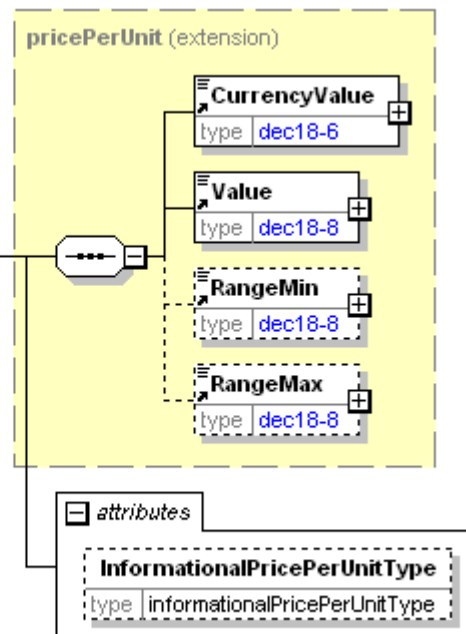 pricePerUnit (extension)
CurrencyValue
type dec18-6
Value
type dec18-8
RangeMin
type dec18-8
RangeMax
type dec18-8
attributes
InformationalPricePerUnitType
type informationalPricePerUnitType